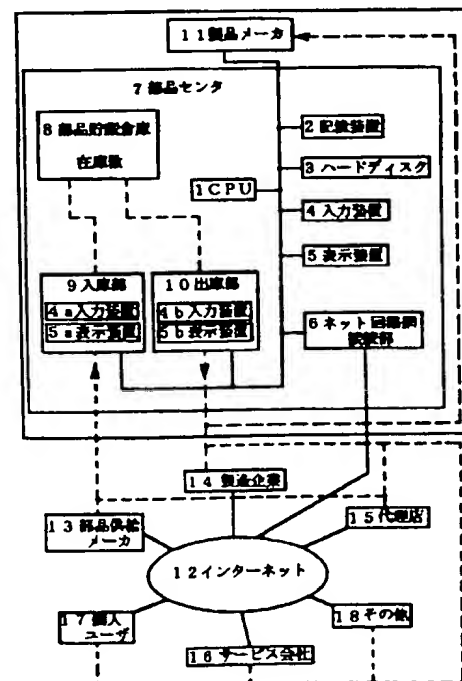 11製品メーカ
7部品センタ
8部品貯蔵倉庫
在庫数
2記憶装置
3ハードディスク
1CPU
4入力装置
5表示装置
9入庫部
4a入力装置
5a表示装置
10出庫部
4b入力装置
5b表示装置
6ネット回路網
接続部
14製造企業
13部品供給
メーカ
15代理店
12インターネット
17個人
ユーザ
18その他
16サービス会社